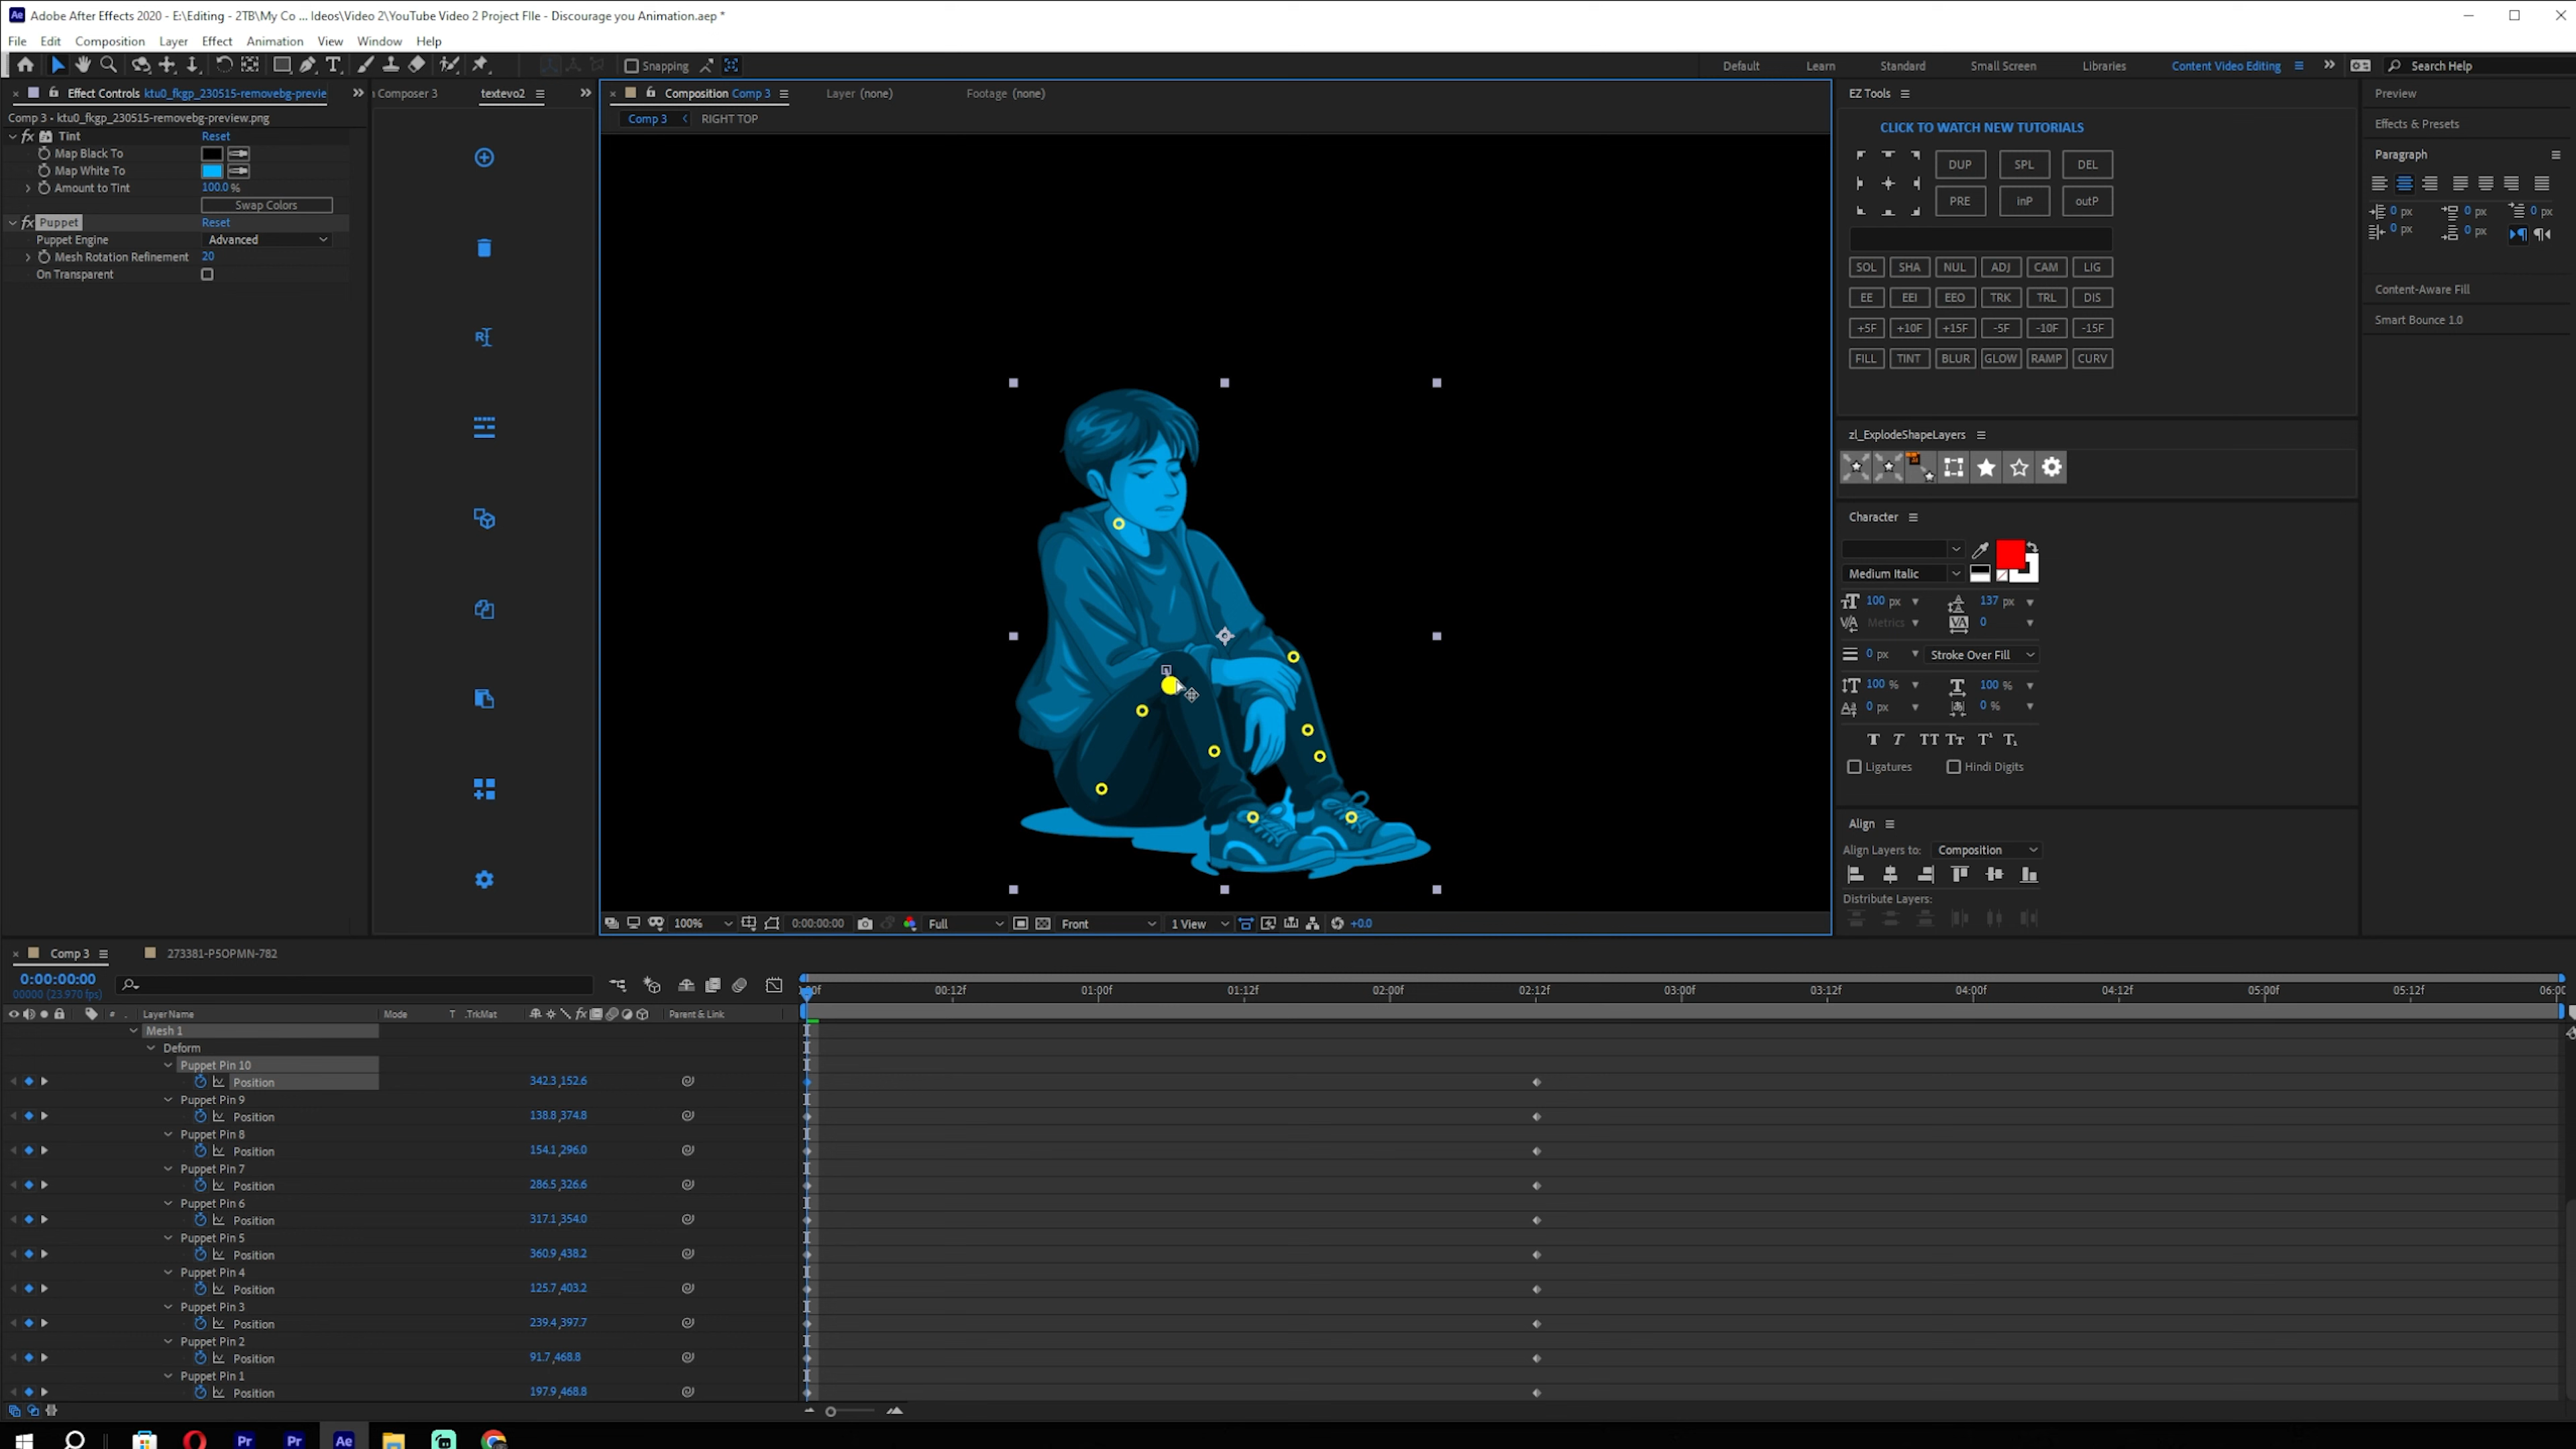 Adobe After Effects 2020 - E:\Editing - 2TB\My Co ... Ideos\Video 2\YouTube Video 2 Project FIle - Discourage you Animation.aep *
File Edit Composition Layer Effect Animation View Window Help
Snapping
Default Learn Standard Small Screen Libraries Content Video Editing Search Help
Effect Controls ktu0_fkgp_230515-removebg-previe
Comp 3 - ktu0_fkgp_230515-removebg-preview.png
fx Tint Reset
Map Black To
Map White To
Amount to Tint 100.0 %
Swap Colors
fx Puppet Reset
Puppet Engine Advanced
Mesh Rotation Refinement 20
On Transparent
Composer 3 textevo2
Composition Comp 3 Layer (none) Footage (none)
Comp 3 RIGHT TOP
100% 0:00:00:00 Full Front 1 View +0.0
EZ Tools
CLICK TO WATCH NEW TUTORIALS
DUP SPL DEL
PRE inP outP
SOL SHA NUL ADJ CAM LIG
EE EEI EEO TRK TRL DIS
+5F +10F +15F -5F -10F -15F
FILL TINT BLUR GLOW RAMP CURV
zl_ExplodeShapeLayers
Character
Medium Italic
100 px 137 px
Metrics 0
0 px Stroke Over Fill
100 % 100 %
0 px 0 %
Ligatures Hindi Digits
Align
Align Layers to: Composition
Distribute Layers:
Preview
Effects & Presets
Paragraph
0 px 0 px 0 px
0 px 0 px
Content-Aware Fill
Smart Bounce 1.0
Comp 3 273381-P5OPMN-782
0:00:00:00
00000 (23.970 fps)
00f 00:12f 01:00f 01:12f 02:00f 02:12f 03:00f 03:12f 04:00f 04:12f 05:00f 05:12f 06:00
# Layer Name Mode T .TrkMat fx Parent & Link
Mesh 1
Deform
Puppet Pin 10
Position 342.3 ,152.6
Puppet Pin 9
Position 138.8 ,374.8
Puppet Pin 8
Position 154.1 ,296.0
Puppet Pin 7
Position 286.5 ,326.6
Puppet Pin 6
Position 317.1 ,354.0
Puppet Pin 5
Position 360.9 ,438.2
Puppet Pin 4
Position 125.7 ,403.2
Puppet Pin 3
Position 239.4 ,397.7
Puppet Pin 2
Position 91.7 ,468.8
Puppet Pin 1
Position 197.9 ,468.8
Pr Pr Ae